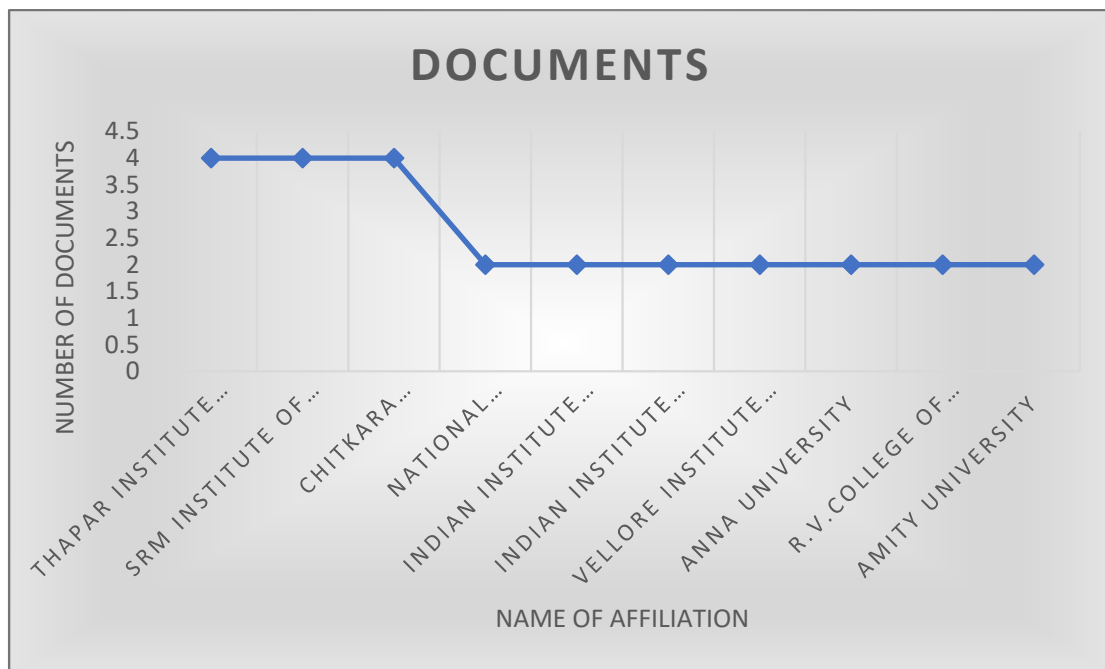 DOCUMENTS
NUMBER OF DOCUMENTS
4.5
4
3.5
3
2.5
2
1.5
1
0.5
0
THAPAR INSTITUTE…
SRM INSTITUTE OF…
CHITKARA…
NATIONAL…
INDIAN INSTITUTE…
INDIAN INSTITUTE…
VELLORE INSTITUTE…
ANNA UNIVERSITY
R.V.COLLEGE OF…
AMITY UNIVERSITY
NAME OF AFFILIATION